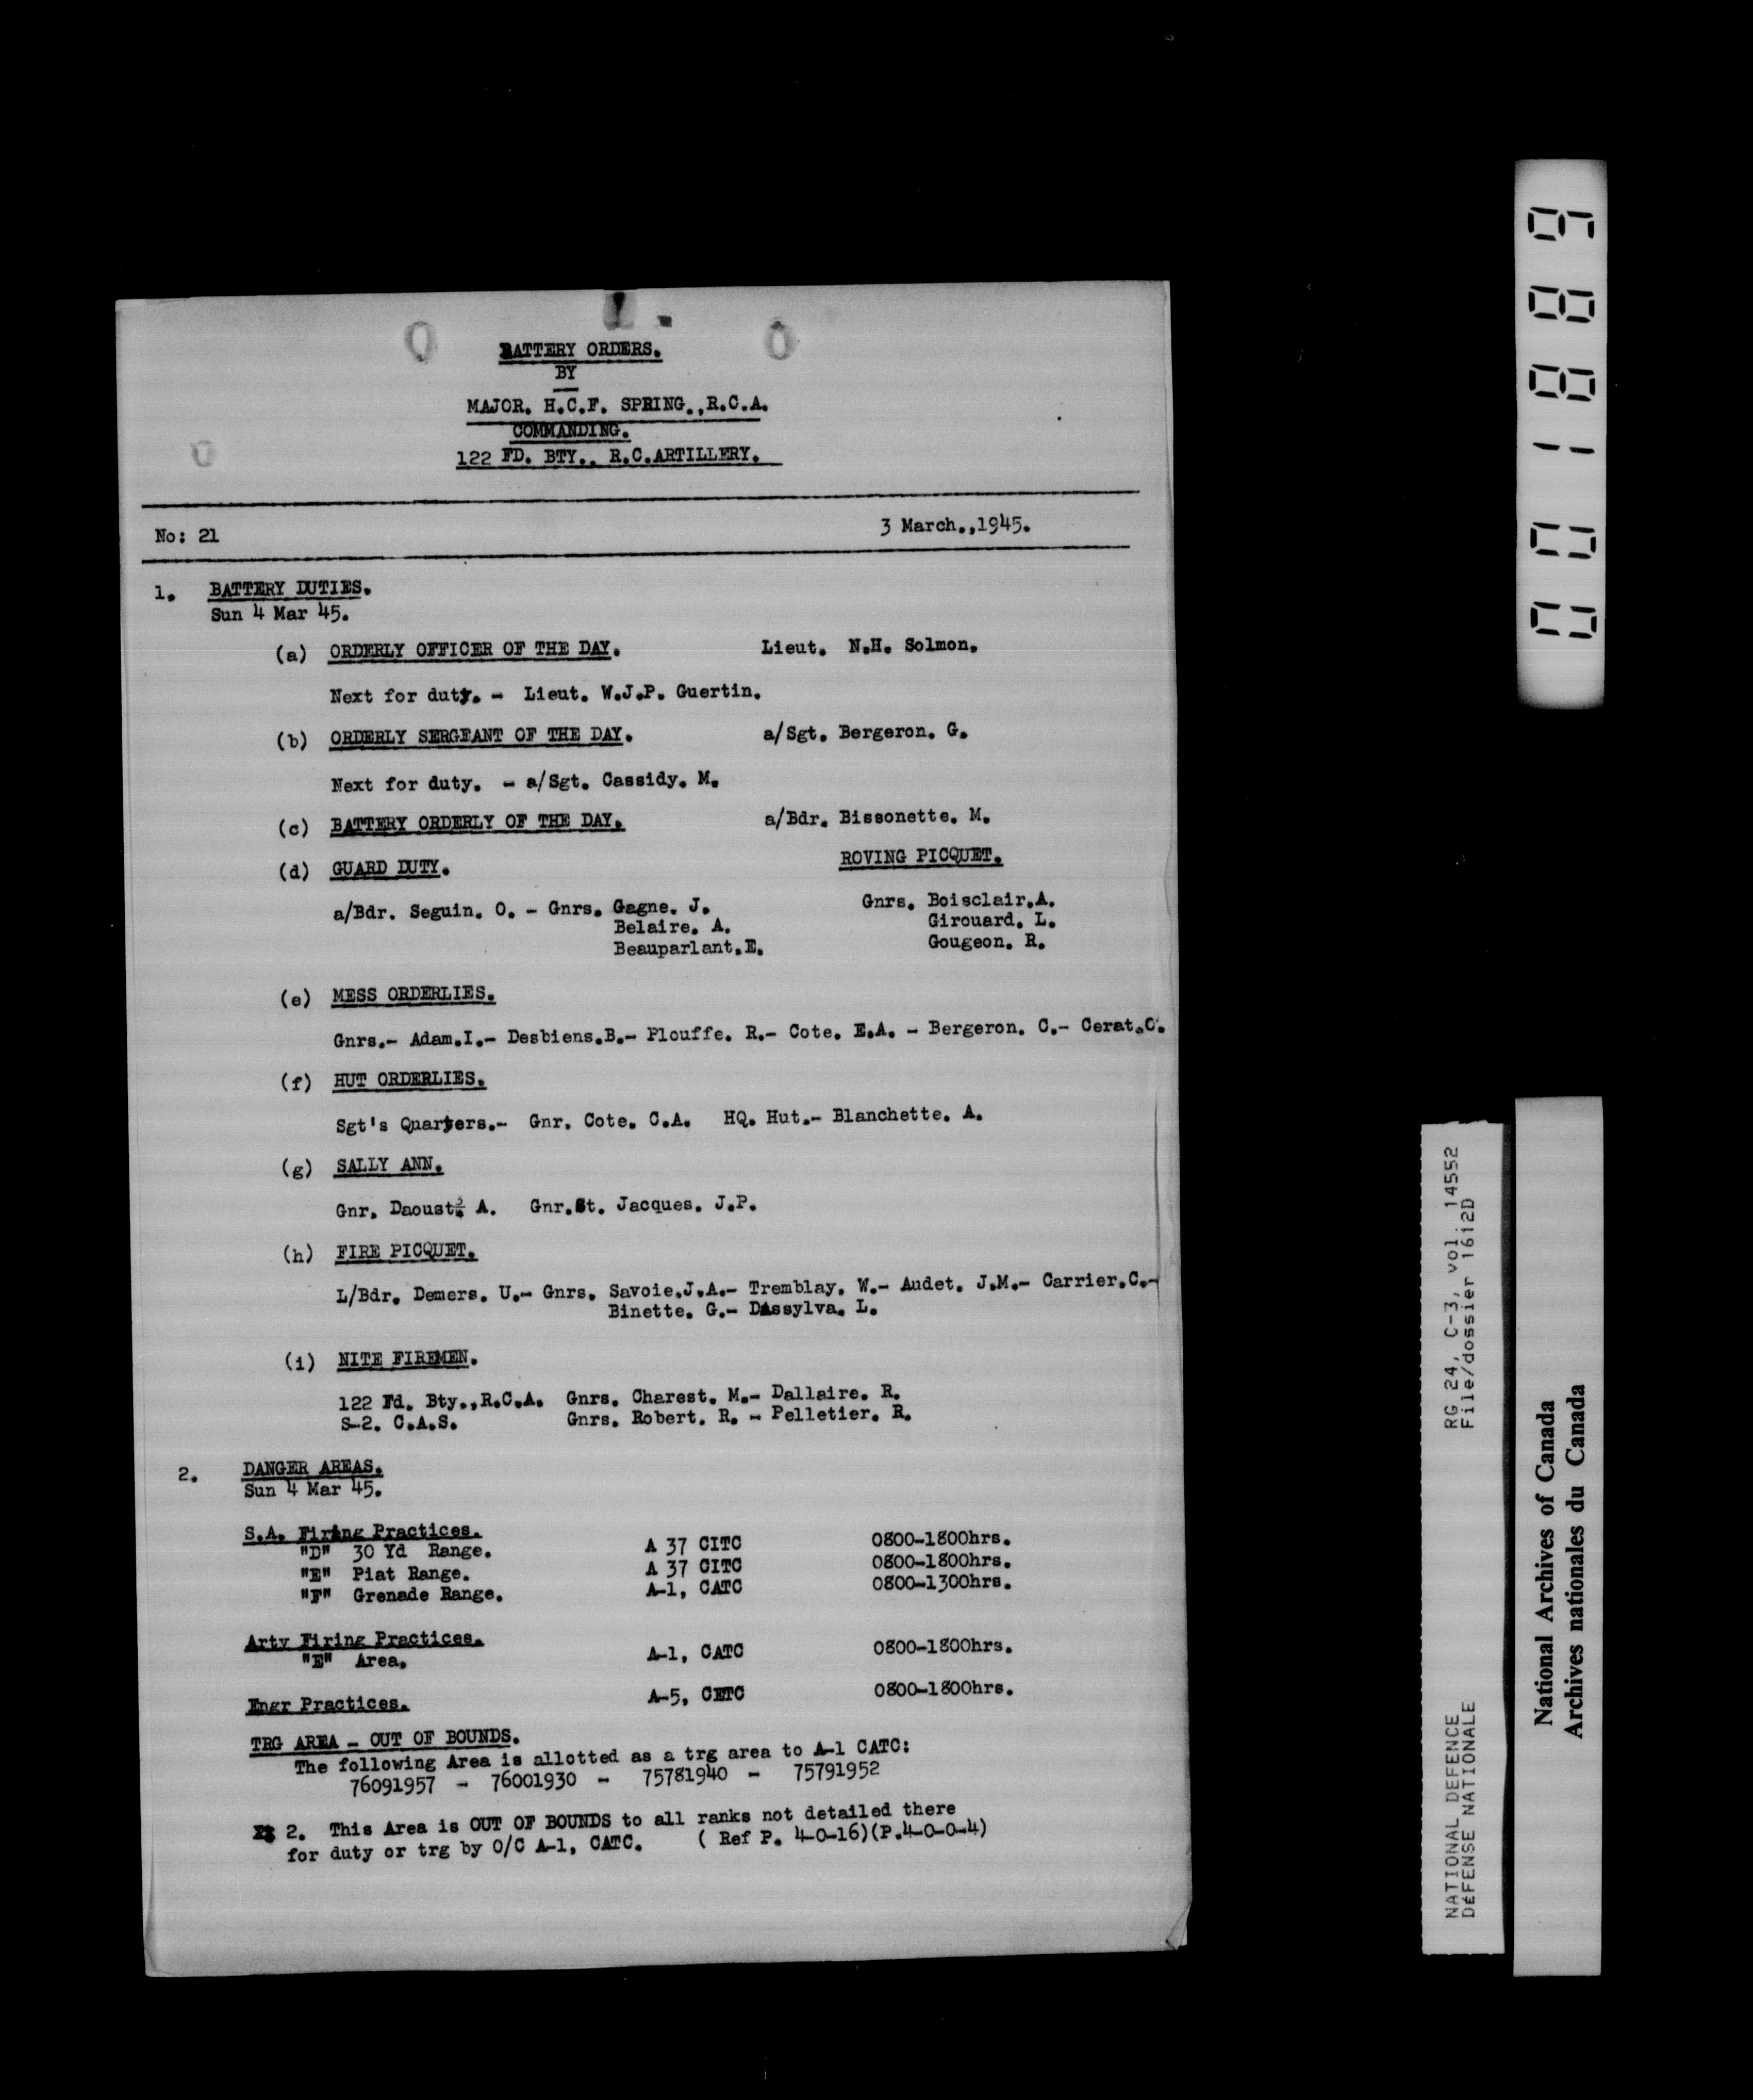 BATTERY ORDERS.
BY
MAJOR. H.C.F. SPRING.,R.C.A.
COMMANDING.
122 FD. BTY., R.C.ARTILLERY.
No: 21 3 March.,1945.
1. BATTERY DUTIES.
Sun 4 Mar 45.
(a) ORDERLY OFFICER OF THE DAY. Lieut. N.H. Solmon.
Next for duty. - Lieut. W.J.P. Guertin.
(b) ORDERLY SERGEANT OF THE DAY. a/Sgt. Bergeron. G.
Next for duty. - a/Sgt. Cassidy. M.
(c) BATTERY ORDERLY OF THE DAY. a/Bdr. Bissonette. M.
(d) GUARD DUTY. ROVING PICQUET.
a/Bdr. Seguin. O. - Gnrs. Gagne. J. Gnrs. Boisclair.A.
Belaire. A. Girouard. L.
Beauparlant.E. Gougeon. R.
(e) MESS ORDERLIES.
Gnrs.- Adam.I.- Desbiens.B.- Plouffe. R.- Cote. E.A. - Bergeron. C.- Cerat.C.
(f) HUT ORDERLIES.
Sgt's Quarters.- Gnr. Cote. C.A. HQ. Hut.- Blanchette. A.
(g) SALLY ANN.
Gnr. Daoust. A. Gnr.St. Jacques. J.P.
(h) FIRE PICQUET.
L/Bdr. Demers. U.- Gnrs. Savoie.J.A.- Tremblay. W.- Audet. J.M.- Carrier.C.-
Binette. G.- Dassylva. L.
(i) NITE FIREMEN.
122 Fd. Bty.,R.C.A. Gnrs. Charest. M.- Dallaire. R.
S-2. C.A.S. Gnrs. Robert. R. - Pelletier. R.
2. DANGER AREAS.
Sun 4 Mar 45.
S.A. Firing Practices.
"D" 30 Yd Range. A 37 CITC 0800-1800hrs.
"E" Piat Range. A 37 CITC 0800-1800hrs.
"F" Grenade Range. A-1, CATC 0800-1300hrs.
Arty Firing Practices.
"E" Area. A-1, CATC 0800-1800hrs.
Engr Practices. A-5, CETC 0800-1800hrs.
TRG AREA - OUT OF BOUNDS.
The following Area is allotted as a trg area to A-1 CATC:
76091957 - 76001930 - 75781940 - 75791952
2. This Area is OUT OF BOUNDS to all ranks not detailed there
for duty or trg by O/C A-1, CATC. ( Ref P. 4-0-16)(P.4-0-0-4)
001889
RG 24, C-3, vol. 14552
File/dossier 1612D
NATIONAL DEFENCE
DÉFENSE NATIONALE
National Archives of Canada
Archives nationales du Canada